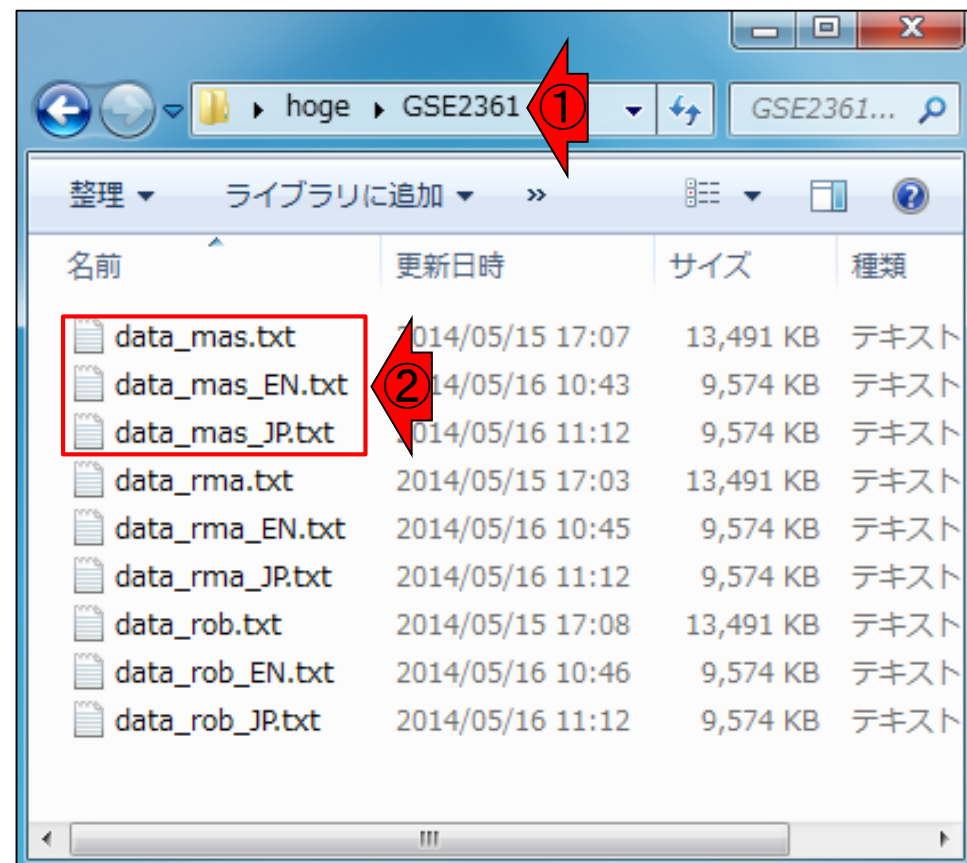 hoge ▸ GSE2361 ① GSE2361...
整理 ライブラリに追加 »
名前 更新日時 サイズ 種類
data_mas.txt 2014/05/15 17:07 13,491 KB テキスト
data_mas_EN.txt ② 14/05/16 10:43 9,574 KB テキスト
data_mas_JP.txt 2014/05/16 11:12 9,574 KB テキスト
data_rma.txt 2014/05/15 17:03 13,491 KB テキスト
data_rma_EN.txt 2014/05/16 10:45 9,574 KB テキスト
data_rma_JP.txt 2014/05/16 11:12 9,574 KB テキスト
data_rob.txt 2014/05/15 17:08 13,491 KB テキスト
data_rob_EN.txt 2014/05/16 10:46 9,574 KB テキスト
data_rob_JP.txt 2014/05/16 11:12 9,574 KB テキスト